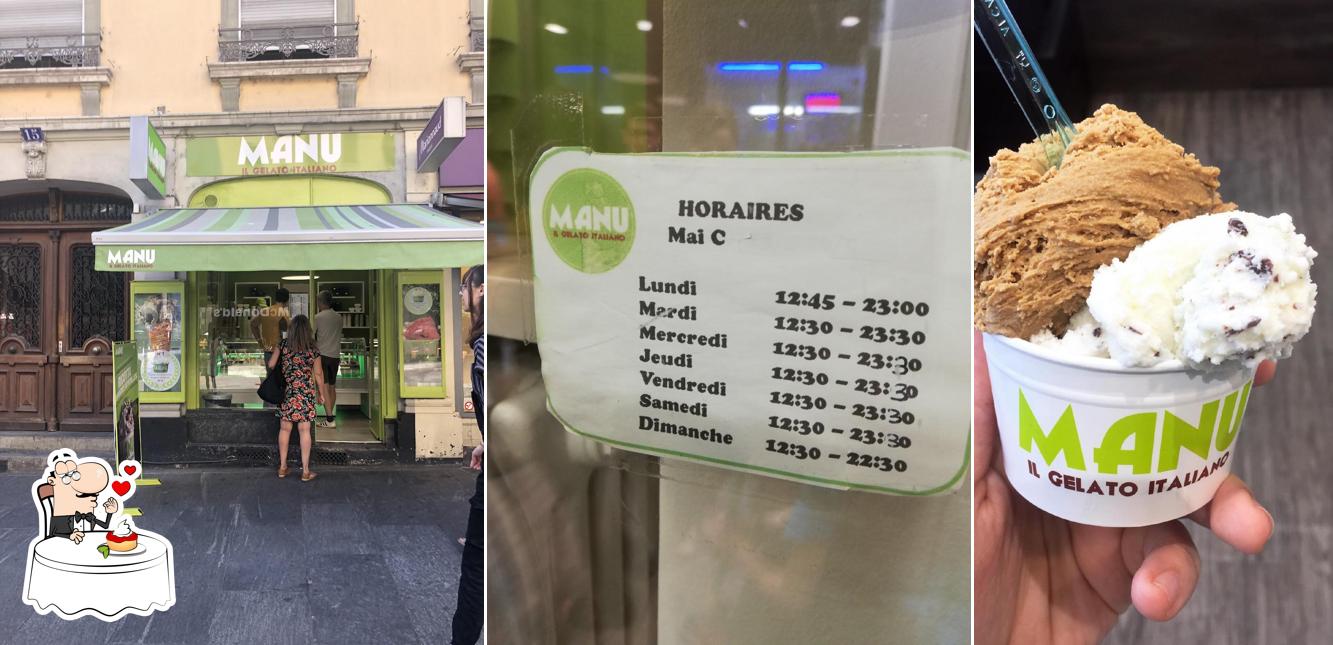 15
MANU
MANU
IL GELATO ITALIANO
MANU
McDonald's
MANU
IL GELATO ITALIANO
HORAIRES
Mai C
Lundi 12:45 – 23:00
Mardi 12:30 – 23:30
Mercredi 12:30 – 23:30
Jeudi 12:30 – 23:30
Vendredi 12:30 – 23:30
Samedi 12:30 – 23:30
Dimanche 12:30 – 22:30
MANU
IL GELATO ITALIANO